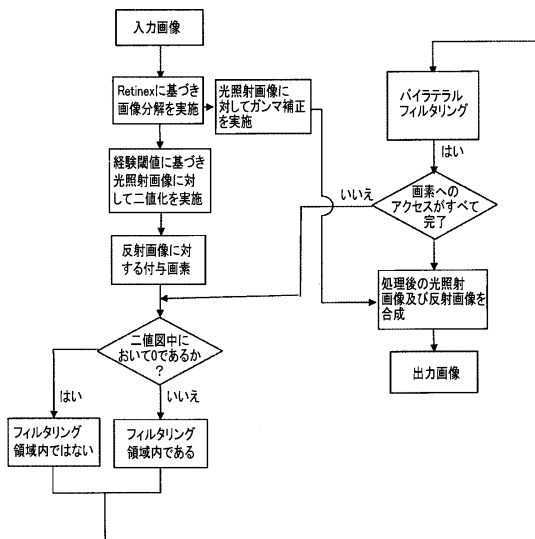 入力画像
Retinexに基づき
画像分解を実施
光照射画像に
対してガンマ補正
を実施
経験閾値に基づき
光照射画像に対
して二値化を実施
反射画像に対
する付与画素
二値図中に
おいて0であるか
?
はい
いいえ
フィルタリング
領域内ではない
フィルタリング
領域内である
バイラテラル
フィルタリング
はい
いいえ
画素への
アクセスがすべて
完了
処理後の光照射
画像及び反射画像を
合成
出力画像